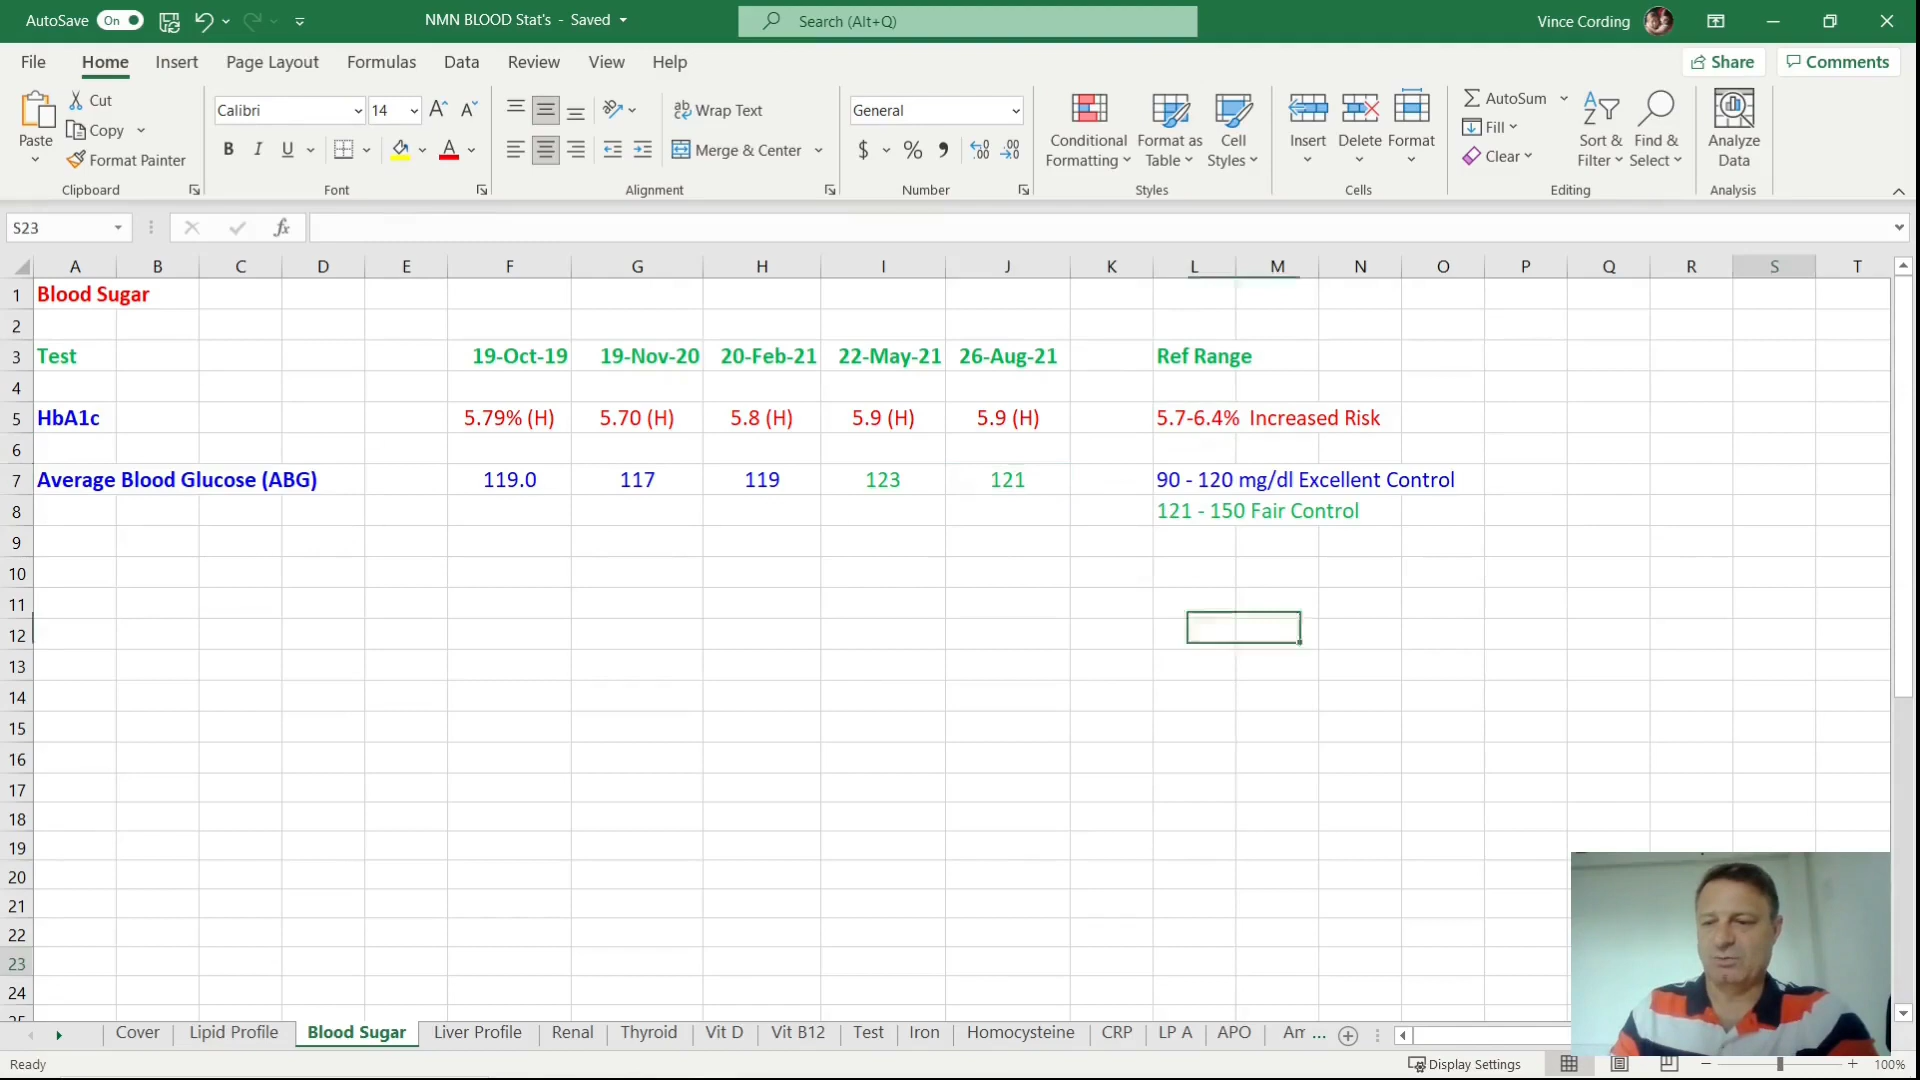 AutoSave On NMN BLOOD Stat's - Saved Search (Alt+Q) Vince Cording
File Home Insert Page Layout Formulas Data Review View Help Share Comments
Paste Cut Copy Format Painter Clipboard
Calibri 14 B I U A A A Font
ab Wrap Text Merge & Center Alignment
General $ % , Number
Conditional Formatting Format as Table Cell Styles Styles
Insert Delete Format Cells
AutoSum Fill Clear Sort & Filter Find & Select Editing
Analyze Data Analysis
S23 fx
A B C D E F G H I J K L M N O P Q R S T
1 Blood Sugar
2
3 Test 19-Oct-19 19-Nov-20 20-Feb-21 22-May-21 26-Aug-21 Ref Range
4
5 HbA1c 5.79% (H) 5.70 (H) 5.8 (H) 5.9 (H) 5.9 (H) 5.7-6.4% Increased Risk
6
7 Average Blood Glucose (ABG) 119.0 117 119 123 121 90 - 120 mg/dl Excellent Control
8 121 - 150 Fair Control
9
10
11
12
13
14
15
16
17
18
19
20
21
22
23
24
Cover Lipid Profile Blood Sugar Liver Profile Renal Thyroid Vit D Vit B12 Test Iron Homocysteine CRP LP A APO Am ...
Ready Display Settings 100%